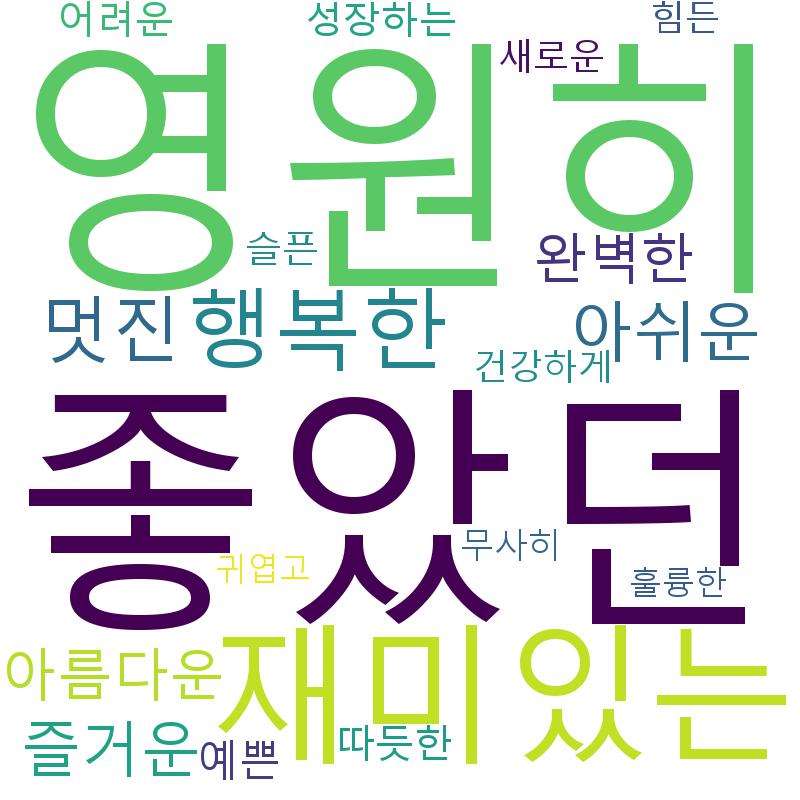 어려운
성장하는
힘든
새로운
영원히
슬픈
완벽한
멋진
행복한
아쉬운
건강하게
좋았던
무사히
귀엽고
훌륭한
아름다운
재미있는
즐거운
예쁜
따듯한